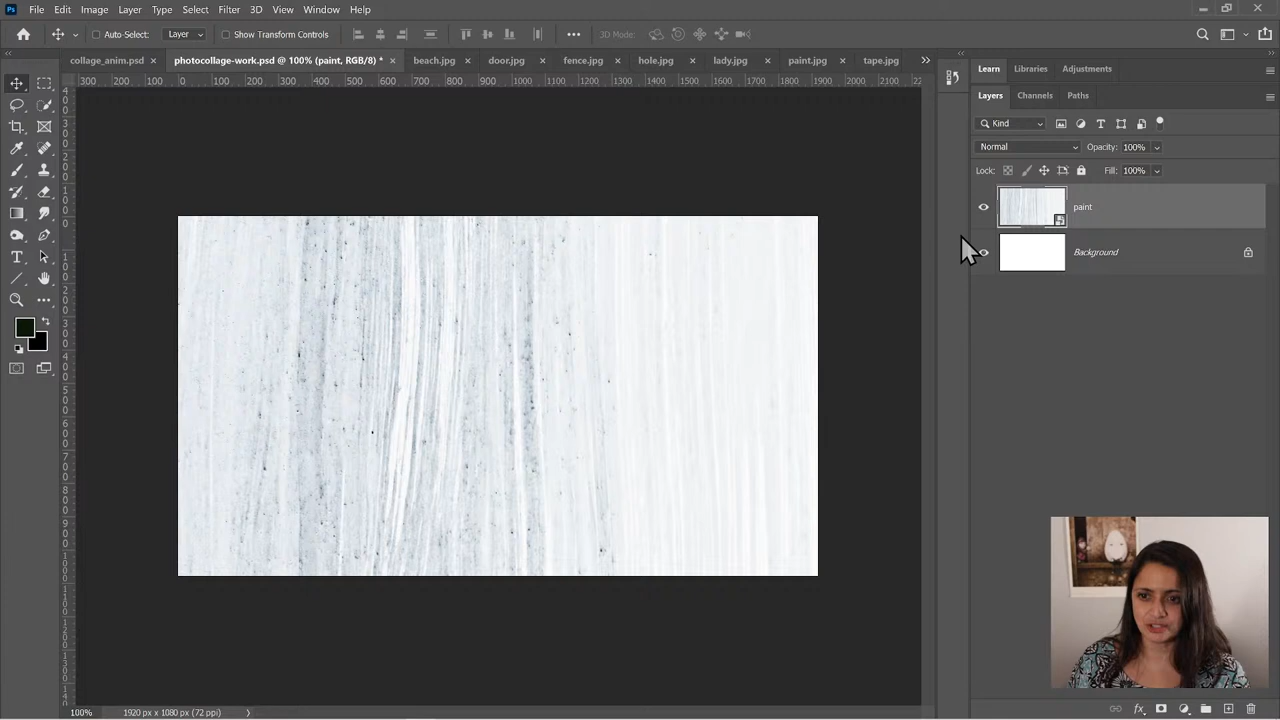 Ps File Edit Image Layer Type Select Filter 3D View Window Help
Auto-Select: Layer Show Transform Controls 3D Mode:
collage_anim.psd × photocollage-work.psd @ 100% (paint, RGB/8) * × beach.jpg × door.jpg × fence.jpg × hole.jpg × lady.jpg × paint.jpg × tape.jpg
300 200 100 0 100 200 300 400 500 600 700 800 900 1000 1100 1200 1300 1400 1500 1600 1700 1800 1900 2000 2100 22
Learn Libraries Adjustments
Layers Channels Paths
Kind
Normal Opacity: 100%
Lock: Fill: 100%
paint
Background
100% 1920 px x 1080 px (72 ppi)